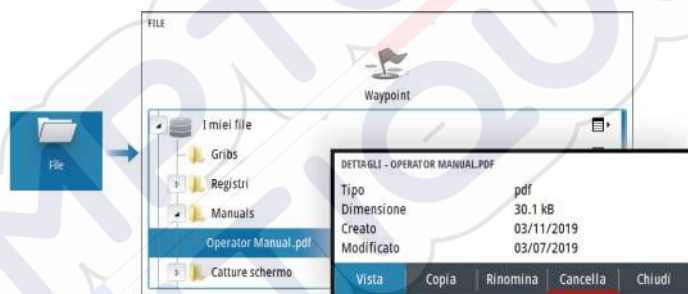 FILE
Waypoint
File
I miei file
Gribs
Registri
Manuals
Operator Manual.pdf
Catture schermo
DETTAGLI - OPERATOR MANUAL.PDF
Tipo pdf
Dimensione 30.1 kB
Creato 03/11/2019
Modificato 03/07/2019
Vista Copia Rinomina Cancella Chiudi